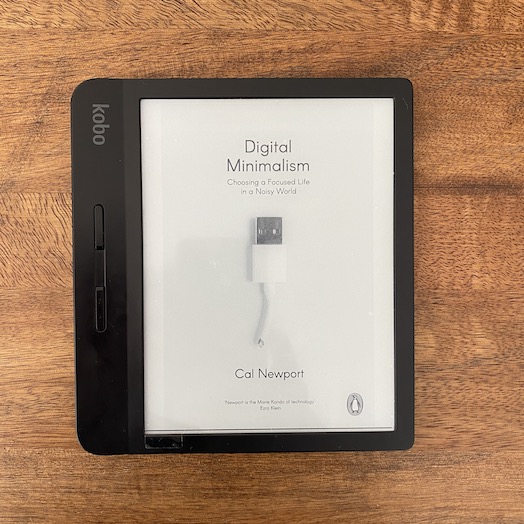 kobo
Digital
Minimalism
Choosing a Focused Life
in a Noisy World
Cal Newport
'Newport is the Marie Kondo of technology'
Ezra Klein